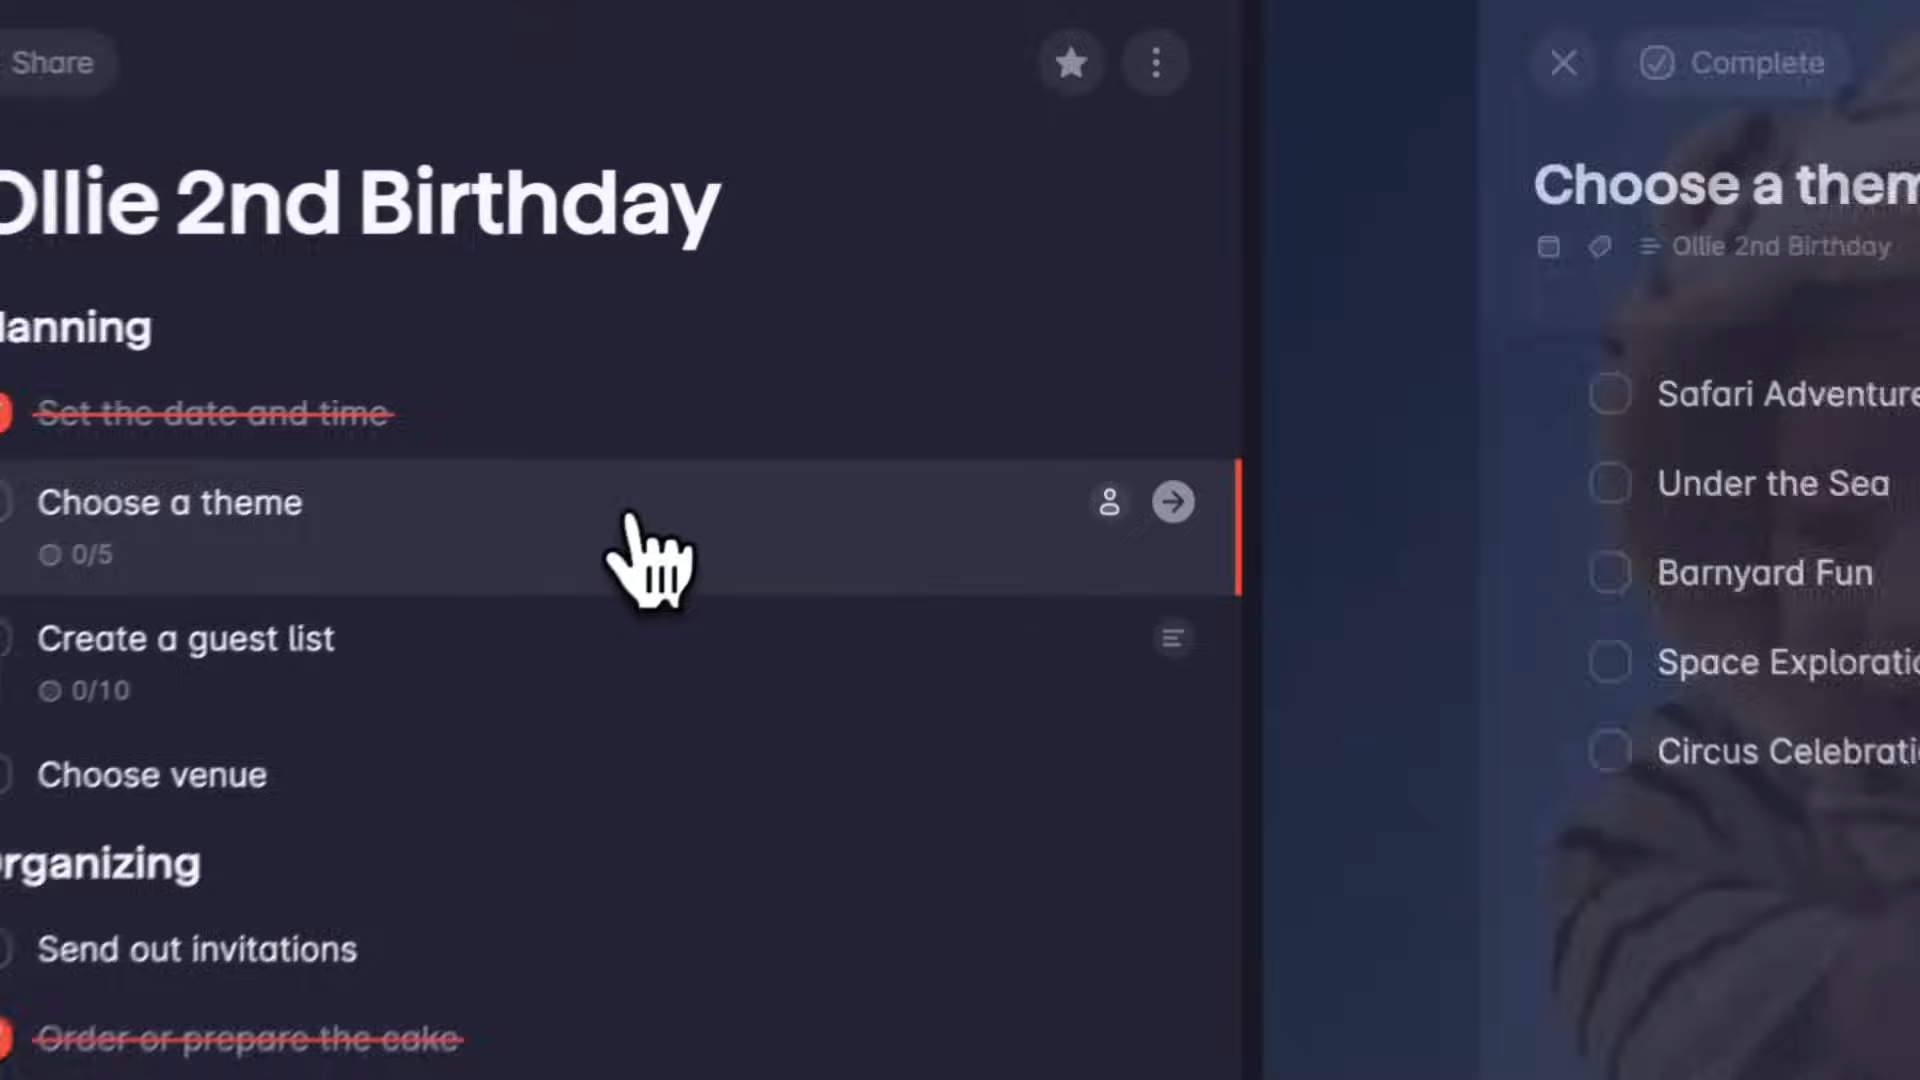 Share
Ollie 2nd Birthday
lanning
Set the date and time
Choose a theme
0/5
Create a guest list
0/10
Choose venue
rganizing
Send out invitations
Order or prepare the cake
Complete
Choose a them
Ollie 2nd Birthday
Safari Adventure
Under the Sea
Barnyard Fun
Space Exploratio
Circus Celebrati